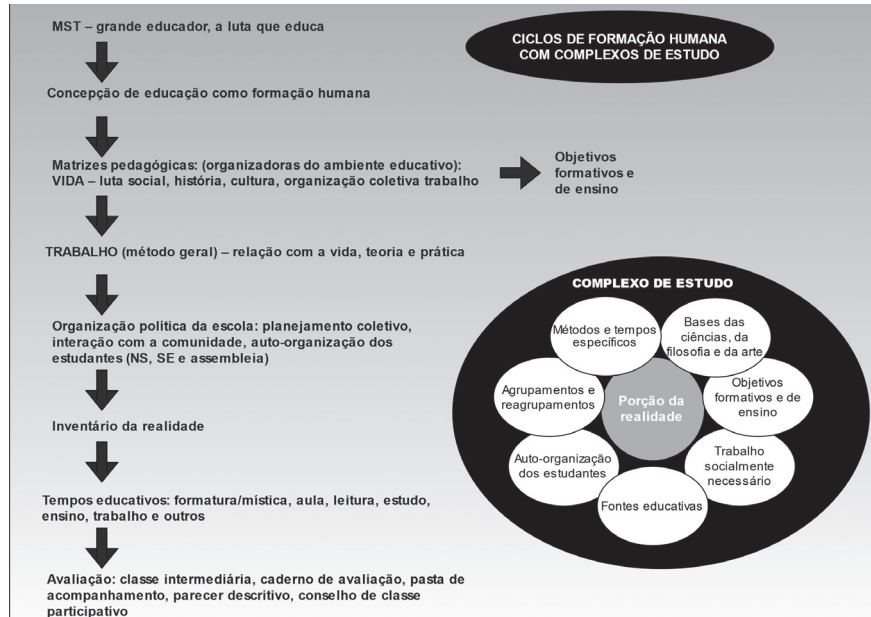 MST – grande educador, a luta que educa
CICLOS DE FORMAÇÃO HUMANA
COM COMPLEXOS DE ESTUDO
Concepção de educação como formação humana
Matrizes pedagógicas: (organizadoras do ambiente educativo):
VIDA – luta social, história, cultura, organização coletiva trabalho
Objetivos
formativos e
de ensino
TRABALHO (método geral) – relação com a vida, teoria e prática
Organização política da escola: planejamento coletivo,
interação com a comunidade, auto-organização dos
estudantes (NS, SE e assembleia)
Inventário da realidade
Tempos educativos: formatura/mística, aula, leitura, estudo,
ensino, trabalho e outros
Avaliação: classe intermediária, caderno de avaliação, pasta de
acompanhamento, parecer descritivo, conselho de classe
participativo
COMPLEXO DE ESTUDO
Métodos e tempos
específicos
Bases das
ciências, da
filosofia e da arte
Agrupamentos e
reagrupamentos
Porção da
realidade
Objetivos
formativos e de
ensino
Auto-organização
dos estudantes
Trabalho
socialmente
necessário
Fontes educativas